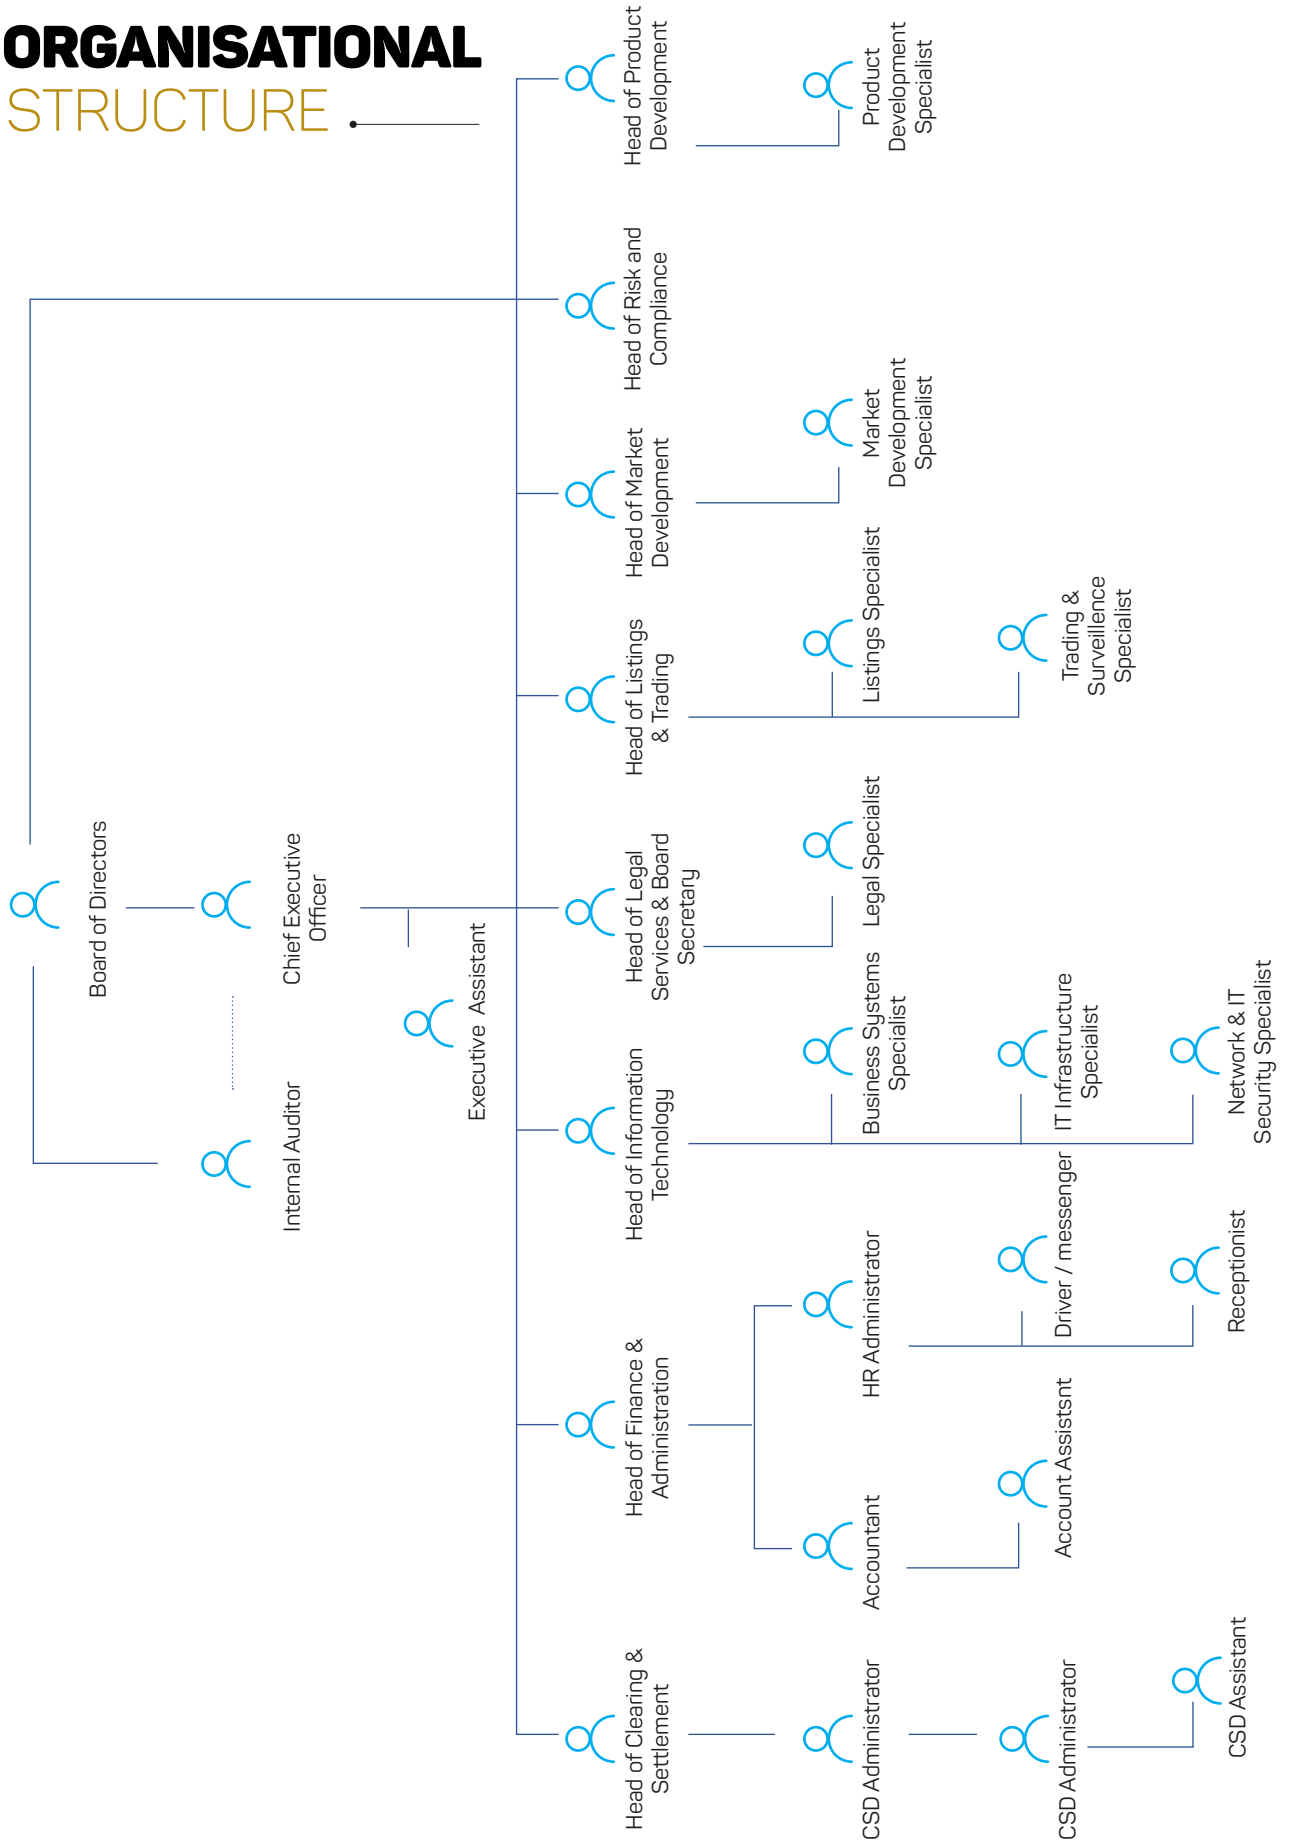 ORGANISATIONAL
STRUCTURE
Board of Directors
Internal Auditor
Chief Executive
Officer
Executive Assistant
Head of Clearing &
Settlement
Head of Finance &
Administration
Head of Information
Technology
Head of Legal
Services & Board
Secretary
Head of Listings
& Trading
Head of Market
Development
Head of Risk and
Compliance
Head of Product
Development
CSD Administrator
Accountant
HR Administrator
Business Systems
Specialist
Legal Specialist
Listings Specialist
Market
Development
Specialist
Product
Development
Specialist
CSD Administrator
Account Assistsnt
Driver / messenger
IT Infrastructure
Specialist
Trading &
Surveillence
Specialist
CSD Assistant
Receptionist
Network & IT
Security Specialist